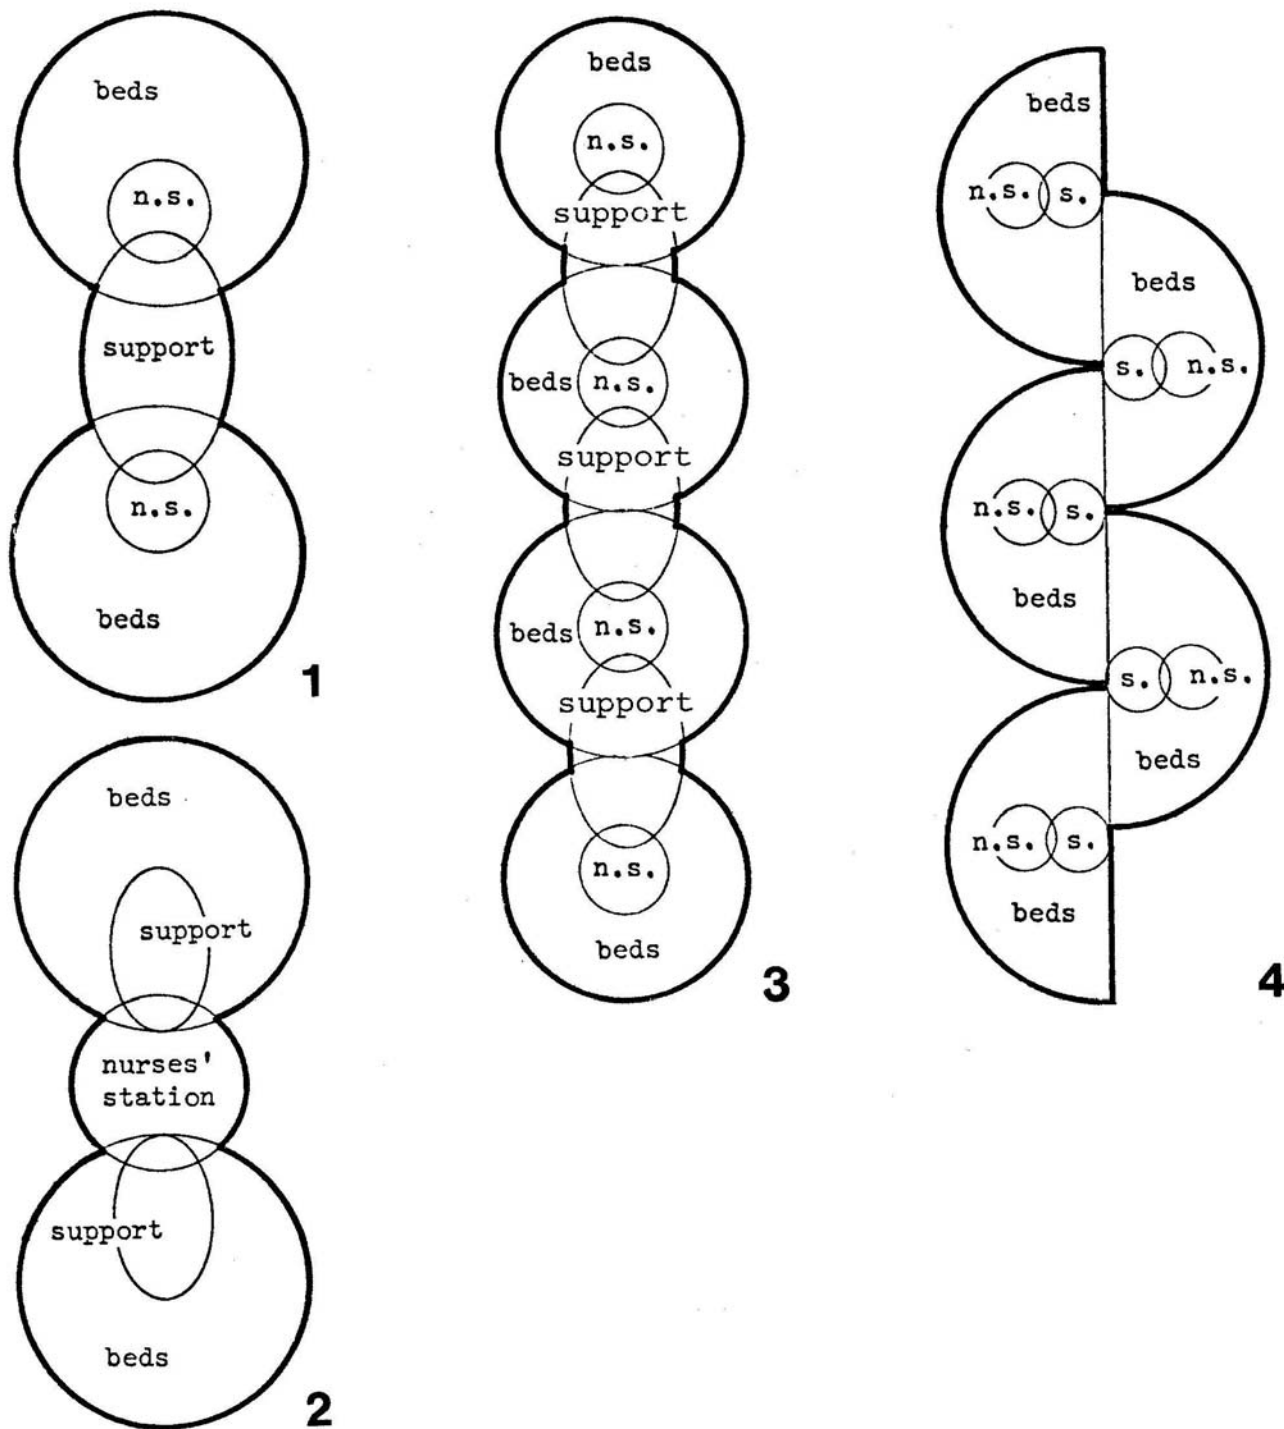 beds
n.s.
support
n.s.
beds
1
beds
support
nurses'
station
support
beds
2
beds
n.s.
support
beds n.s.
support
beds n.s.
support
n.s.
beds
3
beds
n.s. s.
beds
s. n.s.
n.s. s.
beds
s. n.s.
beds
n.s. s.
beds
4